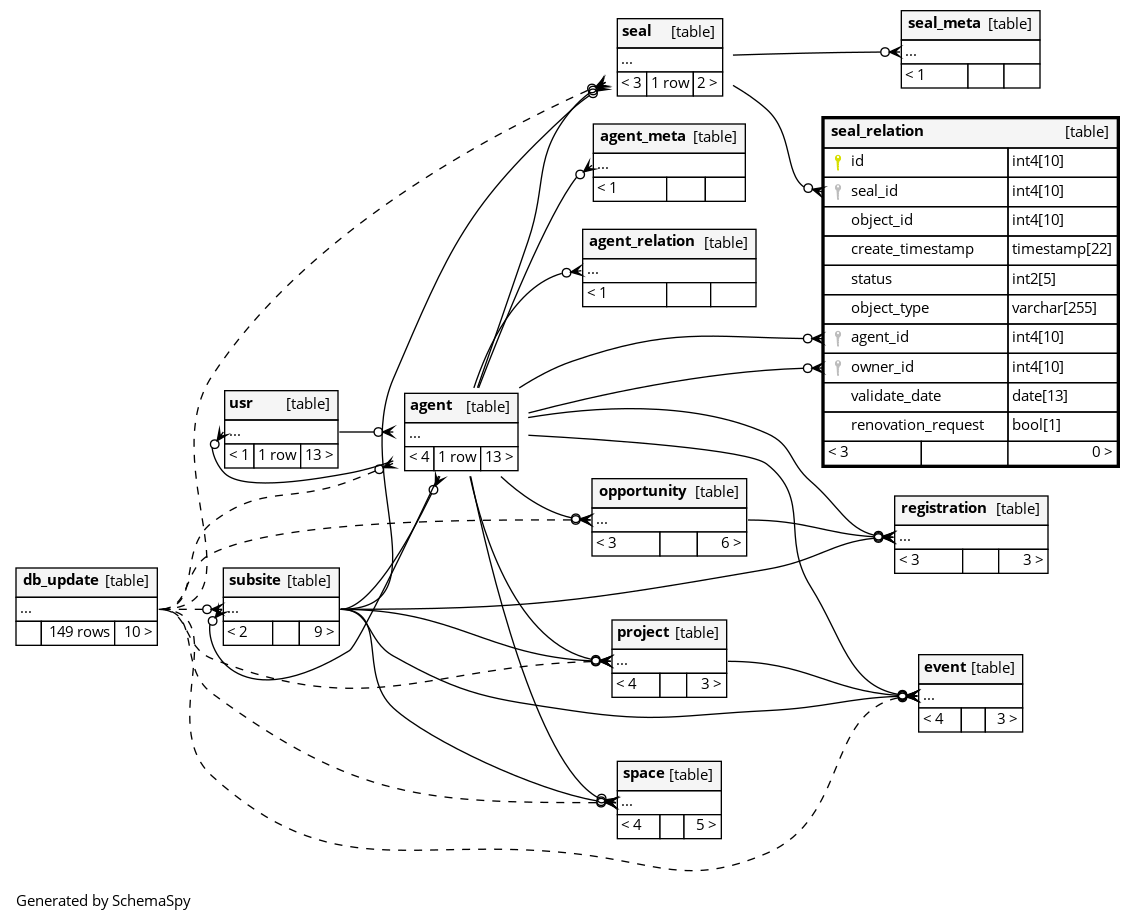 seal [table]
...
< 3 1 row 2 >
seal_meta [table]
...
< 1
agent_meta [table]
...
< 1
seal_relation [table]
id int4[10]
seal_id int4[10]
object_id int4[10]
create_timestamp timestamp[22]
status int2[5]
object_type varchar[255]
agent_id int4[10]
owner_id int4[10]
validate_date date[13]
renovation_request bool[1]
< 3 0 >
agent_relation [table]
...
< 1
usr [table]
...
< 1 1 row 13 >
agent [table]
...
< 4 1 row 13 >
opportunity [table]
...
< 3 6 >
registration [table]
...
< 3 3 >
db_update [table]
...
149 rows 10 >
subsite [table]
...
< 2 9 >
project [table]
...
< 4 3 >
event [table]
...
< 4 3 >
space [table]
...
< 4 5 >
Generated by SchemaSpy